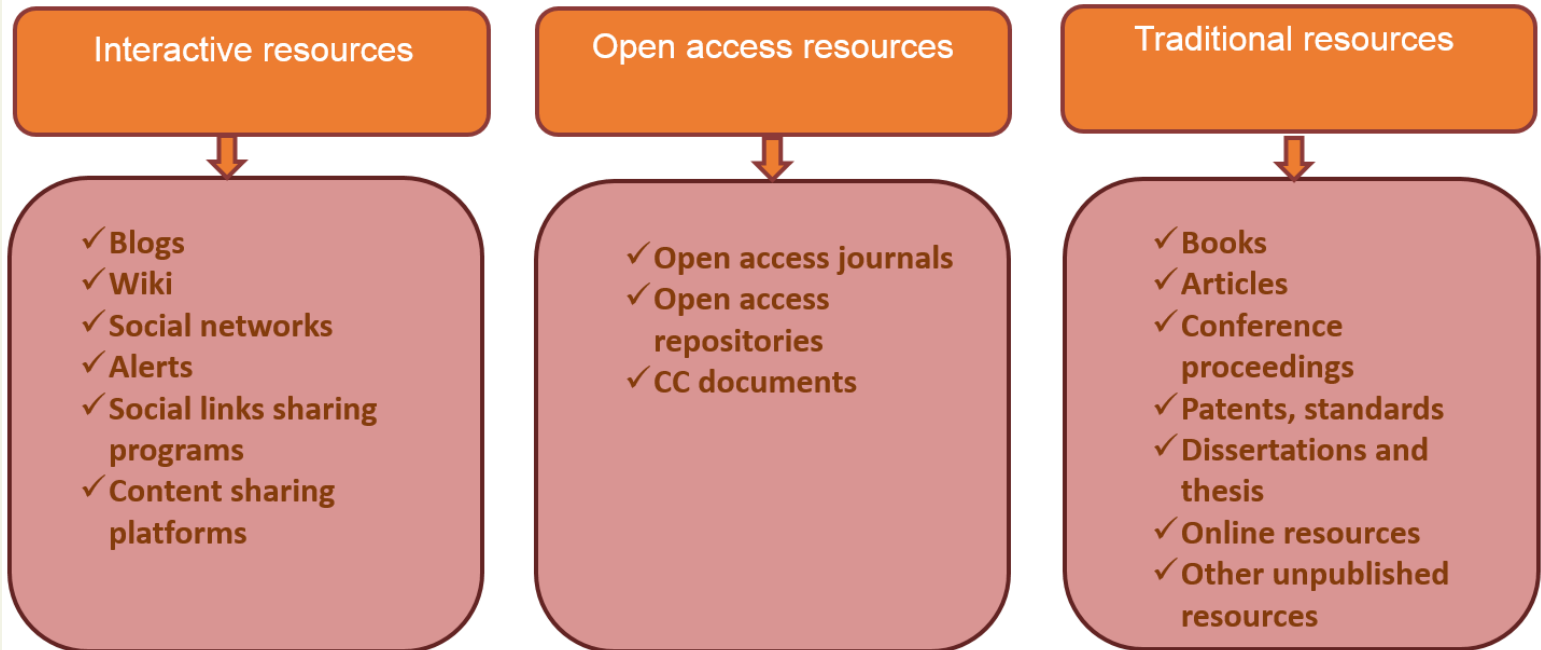 Interactive resources
✓Blogs
✓Wiki
✓Social networks
✓Alerts
✓Social links sharing
programs
✓Content sharing
platforms
Open access resources
✓Open access journals
✓Open access
repositories
✓CC documents
Traditional resources
✓Books
✓Articles
✓Conference
proceedings
✓Patents, standards
✓Dissertations and
thesis
✓Online resources
✓Other unpublished
resources